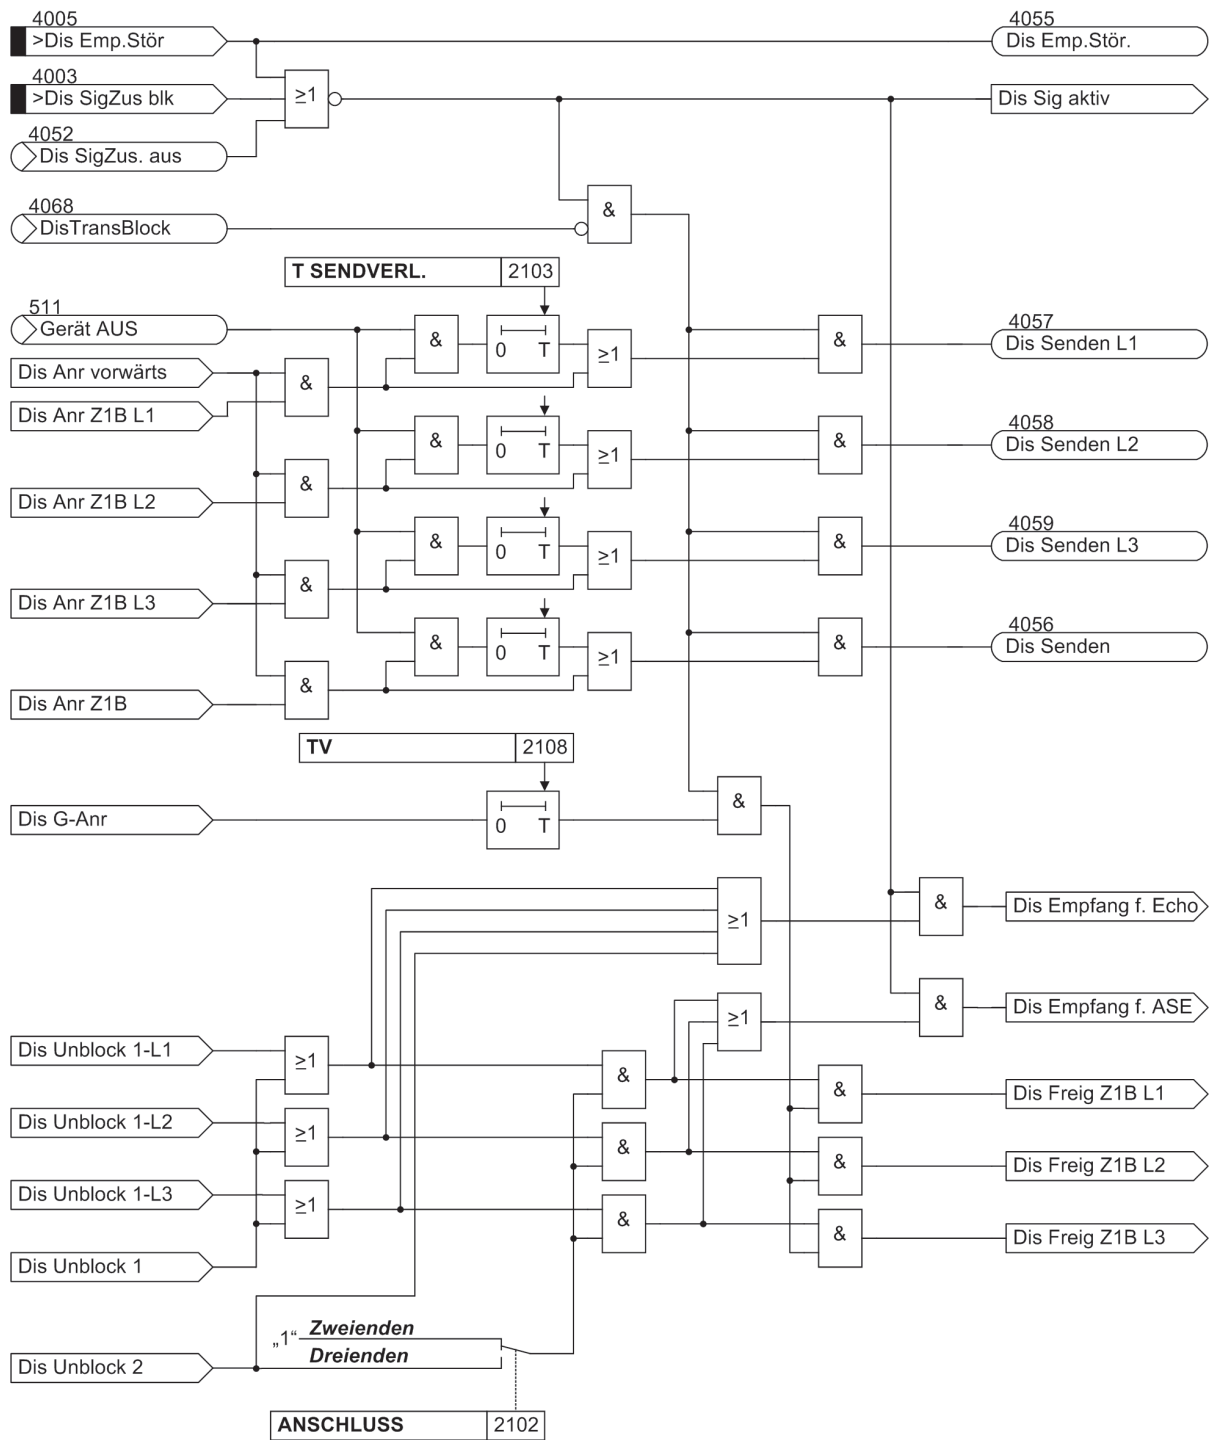 4005
>Dis Emp.Stör
4055
Dis Emp.Stör.
4003
>Dis SigZus blk
≥1
Dis Sig aktiv
4052
Dis SigZus. aus
4068
DisTransBlock
&
T SENDVERL. 2103
511
Gerät AUS
&
0 T
≥1
&
4057
Dis Senden L1
Dis Anr vorwärts
&
Dis Anr Z1B L1
&
0 T
≥1
&
4058
Dis Senden L2
&
Dis Anr Z1B L2
&
0 T
≥1
&
4059
Dis Senden L3
&
Dis Anr Z1B L3
&
0 T
≥1
&
4056
Dis Senden
&
Dis Anr Z1B
TV 2108
Dis G-Anr
0 T
&
≥1
&
Dis Empfang f. Echo
≥1
&
Dis Empfang f. ASE
Dis Unblock 1-L1
≥1
&
&
Dis Freig Z1B L1
Dis Unblock 1-L2
≥1
&
&
Dis Freig Z1B L2
Dis Unblock 1-L3
≥1
&
&
Dis Freig Z1B L3
Dis Unblock 1
„1“ Zweienden
Dreienden
Dis Unblock 2
ANSCHLUSS 2102